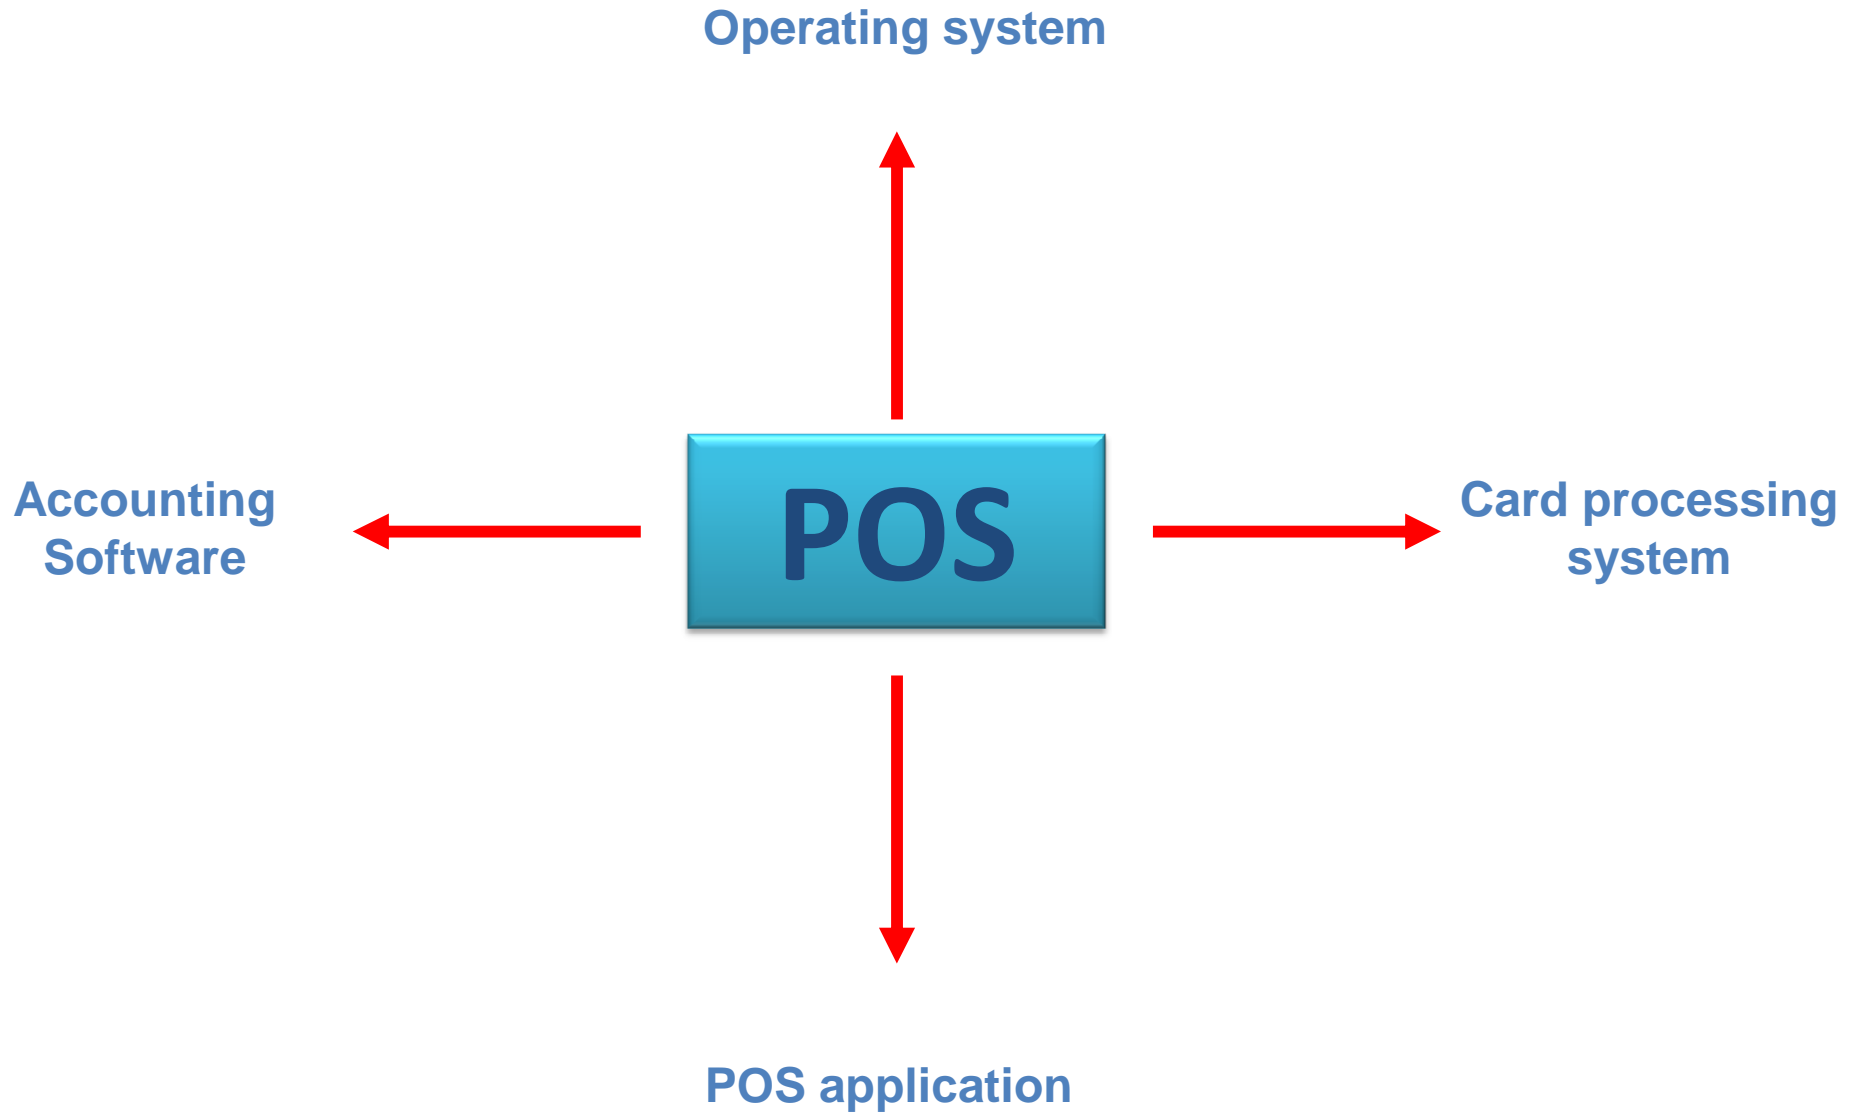 Operating system
Accounting
Software
POS
Card processing
system
POS application